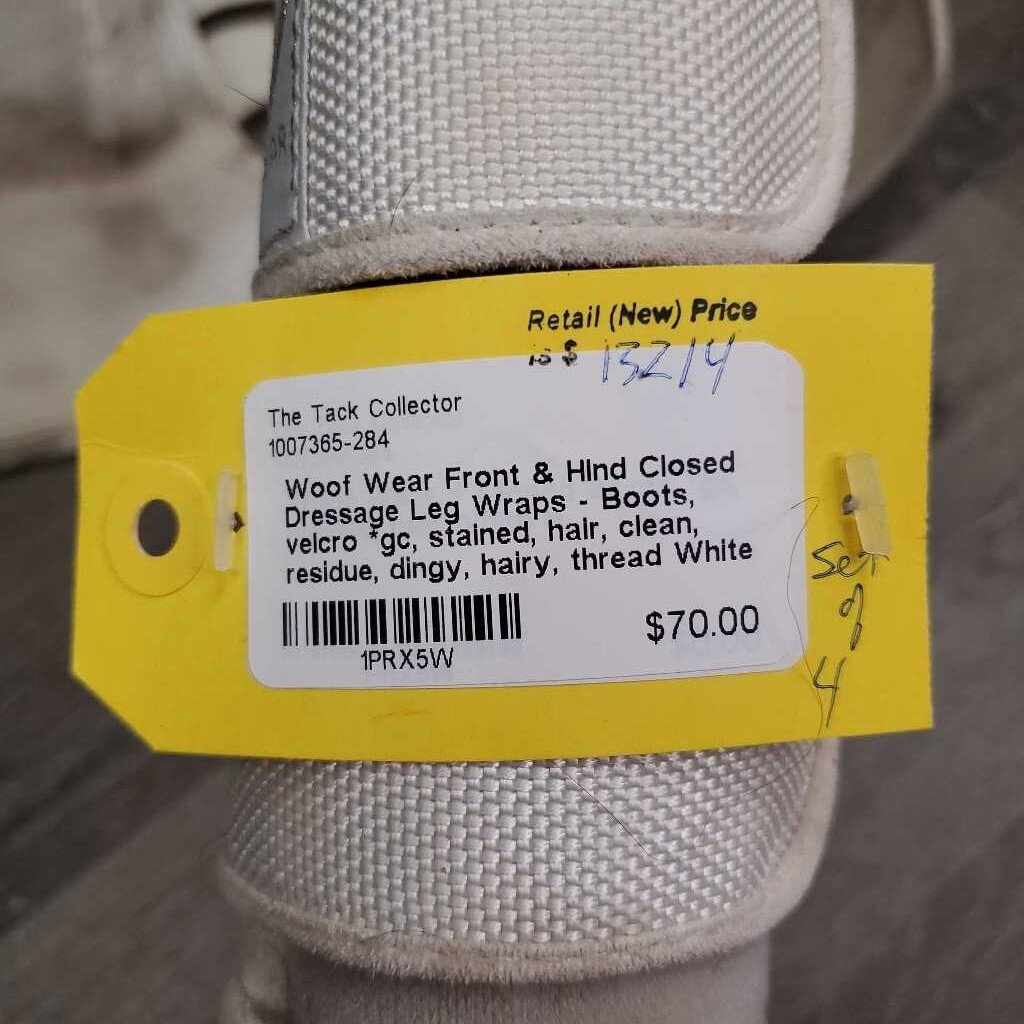 Retail (New) Price
is $ 132/4
The Tack Collector
1007365-284
Woof Wear Front & HInd Closed
Dressage Leg Wraps - Boots,
velcro *gc, stained, hair, clean,
residue, dingy, hairy, thread White
$70.00
1PRX5W
Set
of
4